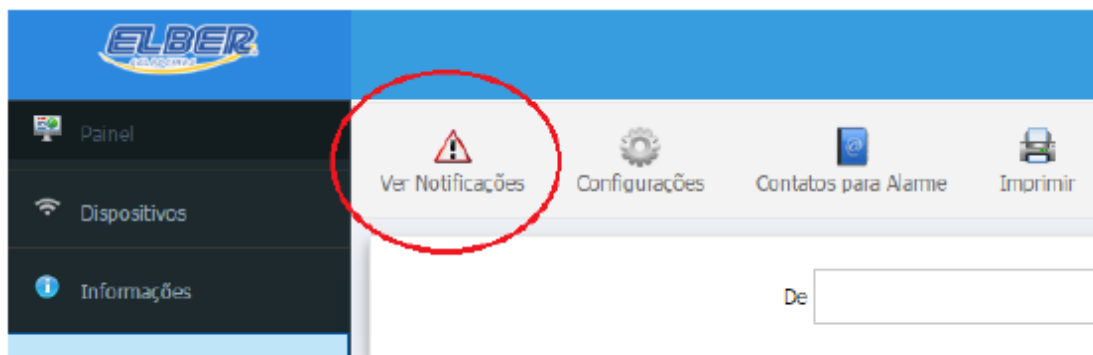 ELBER
Painel
Dispositivos
Informações
Ver Notificações
Configurações
Contatos para Alarme
Imprimir
De